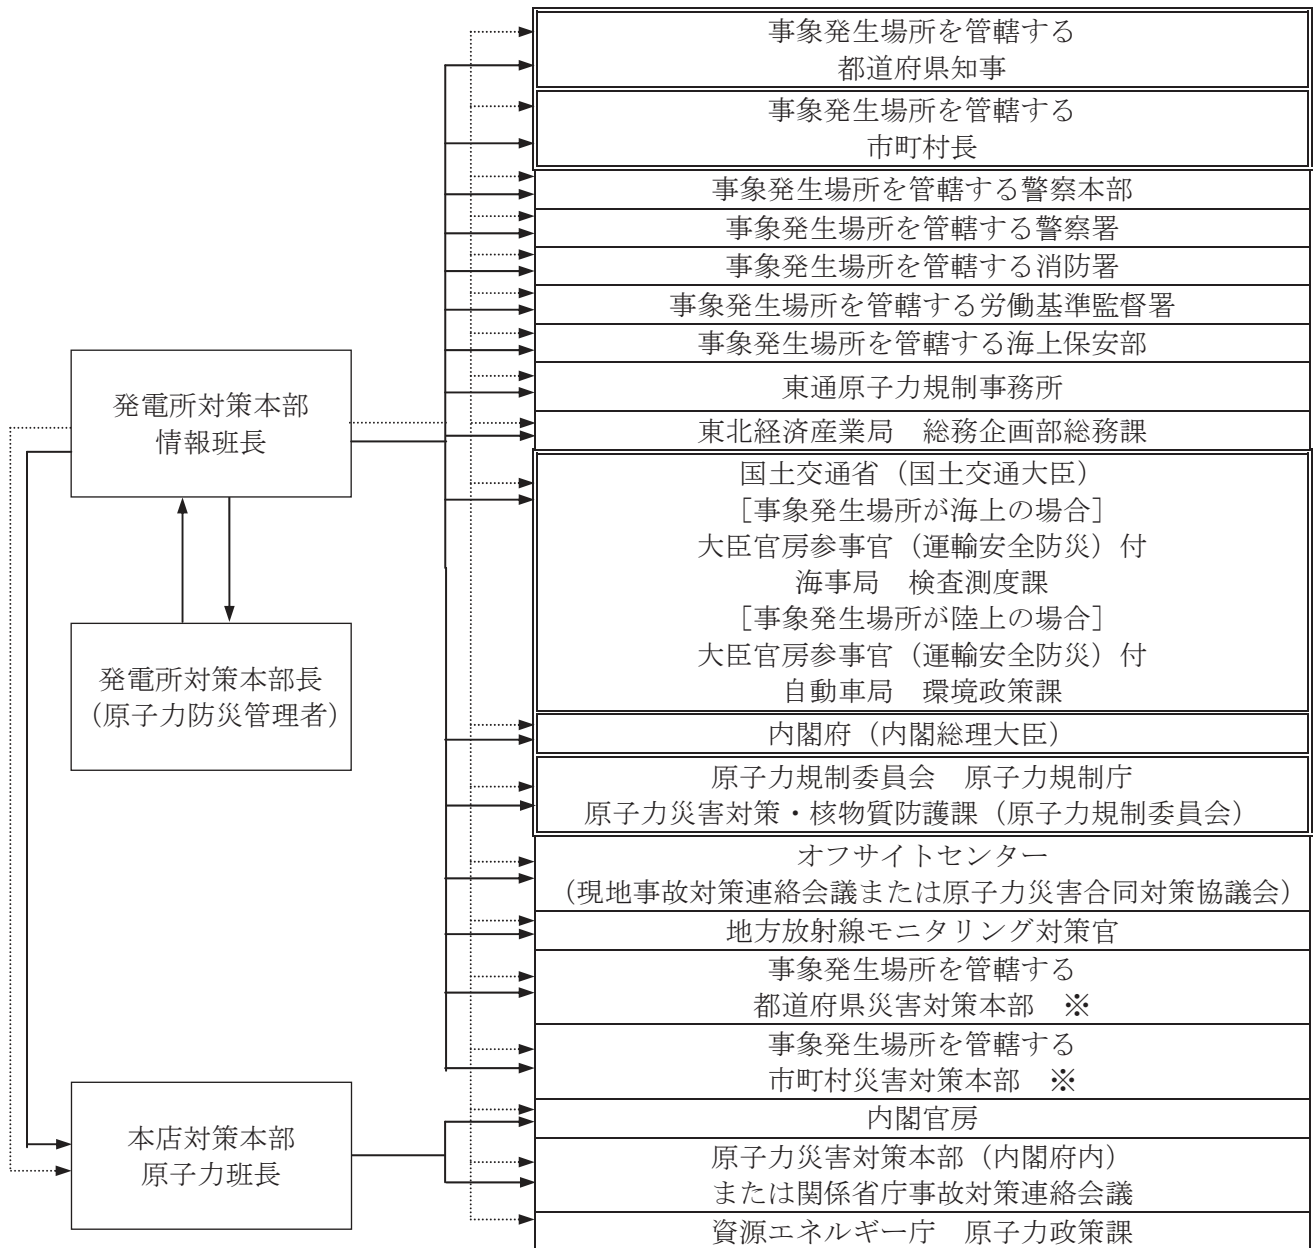 事象発生場所を管轄する
都道府県知事
事象発生場所を管轄する
市町村長
事象発生場所を管轄する警察本部
事象発生場所を管轄する警察署
事象発生場所を管轄する消防署
事象発生場所を管轄する労働基準監督署
事象発生場所を管轄する海上保安部
東通原子力規制事務所
東北経済産業局　総務企画部総務課
国土交通省（国土交通大臣）
［事象発生場所が海上の場合］
大臣官房参事官（運輸安全防災）付
海事局　検査測度課
［事象発生場所が陸上の場合］
大臣官房参事官（運輸安全防災）付
自動車局　環境政策課
内閣府（内閣総理大臣）
原子力規制委員会　原子力規制庁
原子力災害対策・核物質防護課（原子力規制委員会）
オフサイトセンター
（現地事故対策連絡会議または原子力災害合同対策協議会）
地方放射線モニタリング対策官
事象発生場所を管轄する
都道府県災害対策本部　※
事象発生場所を管轄する
市町村災害対策本部　※
内閣官房
原子力災害対策本部（内閣府内）
または関係省庁事故対策連絡会議
資源エネルギー庁　原子力政策課
発電所対策本部
情報班長
発電所対策本部長
（原子力防災管理者）
本店対策本部
原子力班長